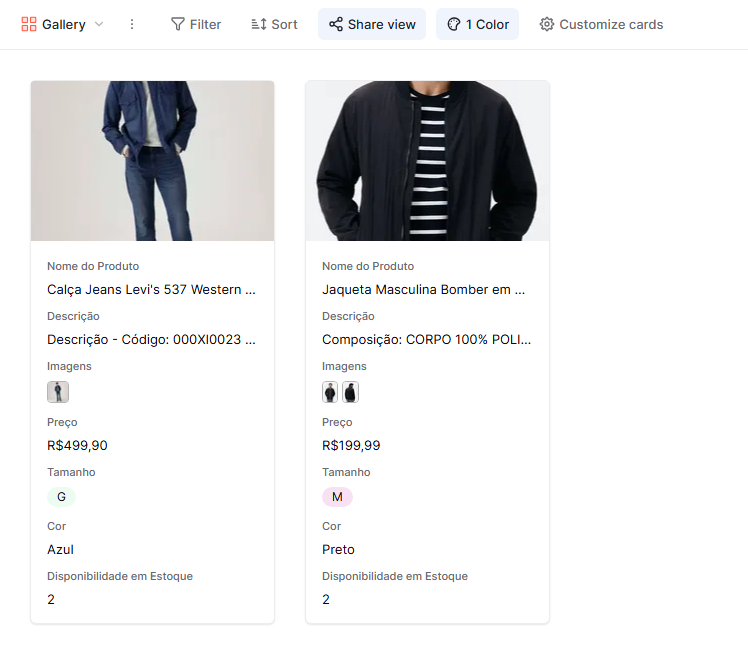 Gallery
Filter
Sort
Share view
1 Color
Customize cards
Nome do Produto
Calça Jeans Levi's 537 Western ...
Descrição
Descrição - Código: 000XI0023 ...
Imagens
Preço
R$499,90
Tamanho
G
Cor
Azul
Disponibilidade em Estoque
2
Nome do Produto
Jaqueta Masculina Bomber em ...
Descrição
Composição: CORPO 100% POLI...
Imagens
Preço
R$199,99
Tamanho
M
Cor
Preto
Disponibilidade em Estoque
2